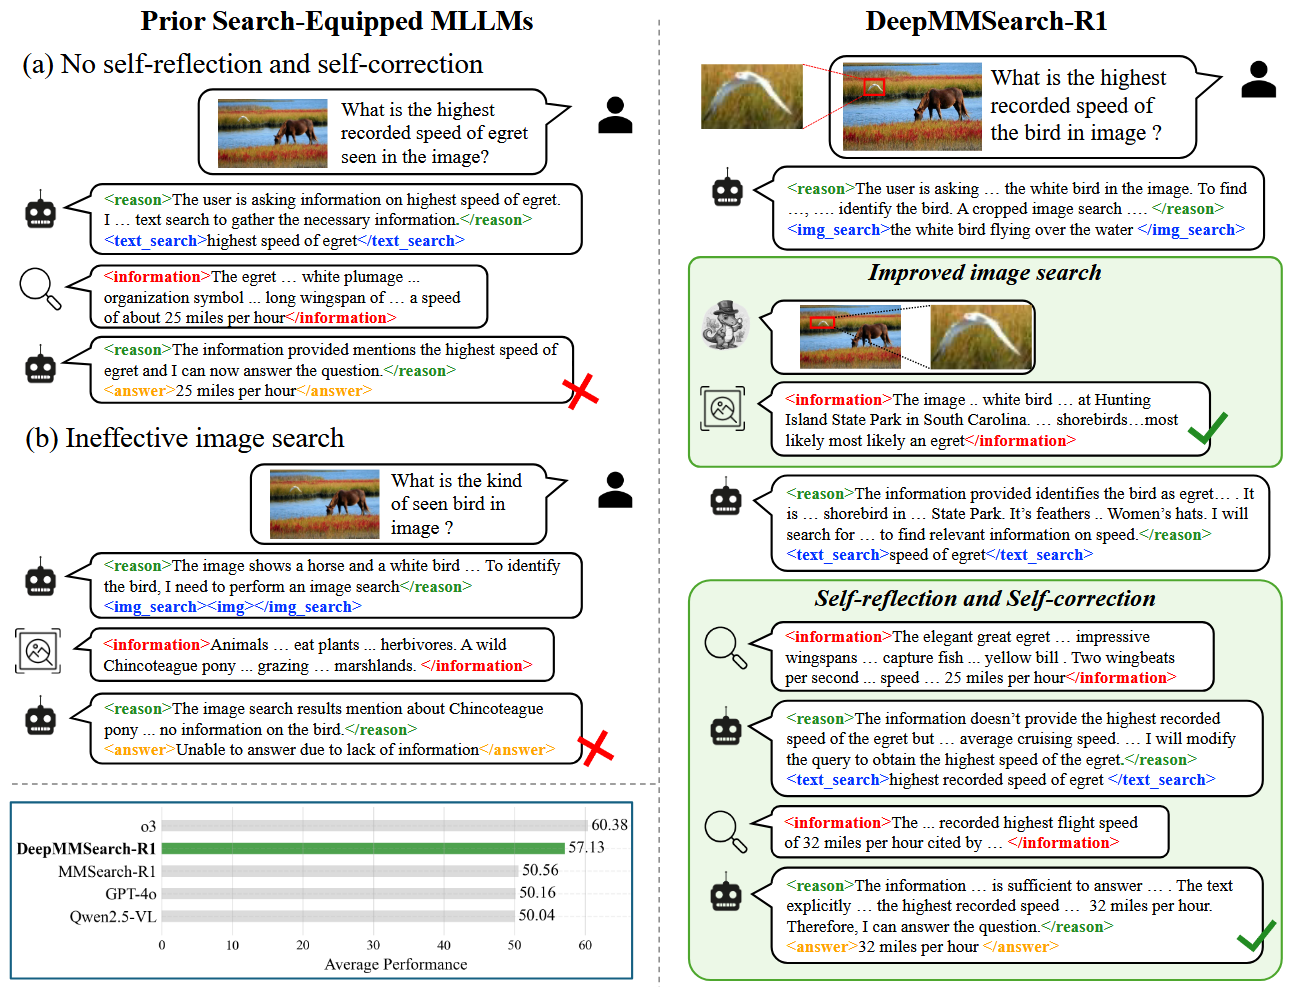 Prior Search-Equipped MLLMs
(a) No self-reflection and self-correction
What is the highest
recorded speed of egret
seen in the image?
<reason>The user is asking information on highest speed of egret.
I … text search to gather the necessary information.</reason>
<text_search>highest speed of egret</text_search>
<information>The egret … white plumage ...
organization symbol ... long wingspan of … a speed
of about 25 miles per hour</information>
<reason>The information provided mentions the highest speed of
egret and I can now answer the question.</reason>
<answer>25 miles per hour</answer>
(b) Ineffective image search
What is the kind
of seen bird in
image ?
<reason>The image shows a horse and a white bird … To identify
the bird, I need to perform an image search</reason>
<img_search><img></img_search>
<information>Animals … eat plants ... herbivores. A wild
Chincoteague pony ... grazing … marshlands. </information>
<reason>The image search results mention about Chincoteague
pony ... no information on the bird.</reason>
<answer>Unable to answer due to lack of information</answer>
o3
60.38
DeepMMSearch-R1
57.13
MMSearch-R1
50.56
GPT-4o
50.16
Qwen2.5-VL
50.04
0 10 20 30 40 50 60
Average Performance
DeepMMSearch-R1
What is the highest
recorded speed of
the bird in image ?
<reason>The user is asking … the white bird in the image. To find
…, …. identify the bird. A cropped image search …. </reason>
<img_search>the white bird flying over the water </img_search>
Improved image search
<information>The image .. white bird … at Hunting
Island State Park in South Carolina. … shorebirds…most
likely most likely an egret</information>
<reason>The information provided identifies the bird as egret… . It
is … shorebird in … State Park. It's feathers .. Women's hats. I will
search for … to find relevant information on speed.</reason>
<text_search>speed of egret</text_search>
Self-reflection and Self-correction
<information>The elegant great egret … impressive
wingspans … capture fish ... yellow bill . Two wingbeats
per second ... speed … 25 miles per hour</information>
<reason>The information doesn't provide the highest recorded
speed of the egret but … average cruising speed. … I will modify
the query to obtain the highest speed of the egret.</reason>
<text_search>highest recorded speed of egret </text_search>
<information>The ... recorded highest flight speed
of 32 miles per hour cited by … </information>
<reason>The information … is sufficient to answer … . The text
explicitly … the highest recorded speed … 32 miles per hour.
Therefore, I can answer the question.</reason>
<answer>32 miles per hour </answer>